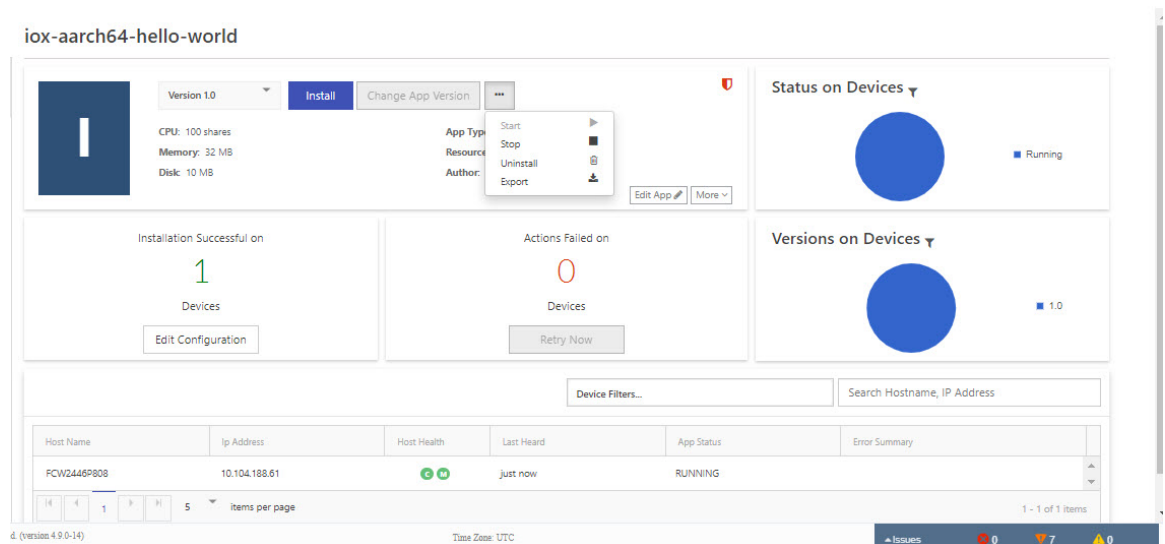 iox-aarch64-hello-world
I
Version 1.0
Install
Change App Version
...
CPU: 100 shares
Memory: 32 MB
Disk: 10 MB
App Typ
Resource
Author:
Start
Stop
Uninstall
Export
Edit App
More
Status on Devices
Running
Installation Successful on
1
Devices
Edit Configuration
Actions Failed on
0
Devices
Retry Now
Versions on Devices
1.0
Device Filters...
Search Hostname, IP Address
Host Name Ip Address Host Health Last Heard App Status Error Summary
FCW2446P808 10.104.188.61 C M just now RUNNING
1 5 items per page 1 - 1 of 1 items
d. (version 4.9.0-14) Time Zone: UTC Issues 0 7 0